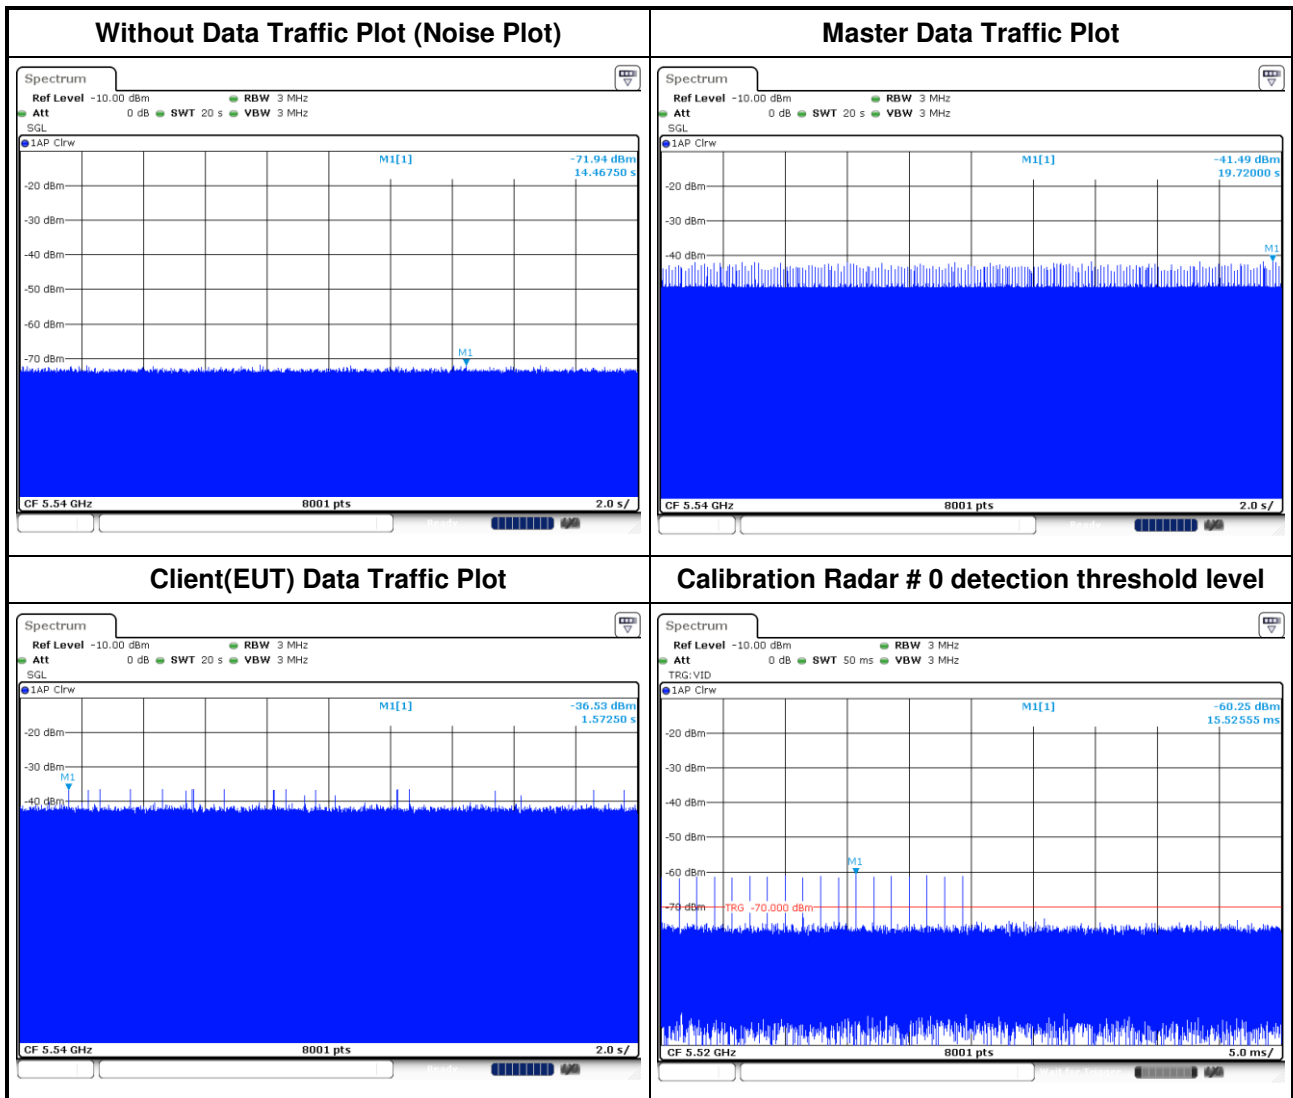 Without Data Traffic Plot (Noise Plot)
Spectrum
Ref Level -10.00 dBm RBW 3 MHz
Att 0 dB SWT 20 s VBW 3 MHz
SGL
1AP Clrw
M1[1] -71.94 dBm
14.46750 s
-20 dBm
-30 dBm
-40 dBm
-50 dBm
-60 dBm
-70 dBm
M1
CF 5.54 GHz 8001 pts 2.0 s/
Master Data Traffic Plot
Spectrum
Ref Level -10.00 dBm RBW 3 MHz
Att 0 dB SWT 20 s VBW 3 MHz
SGL
1AP Clrw
M1[1] -41.49 dBm
19.72000 s
-20 dBm
-30 dBm
-40 dBm
M1
CF 5.54 GHz 8001 pts 2.0 s/
Client(EUT) Data Traffic Plot
Spectrum
Ref Level -10.00 dBm RBW 3 MHz
Att 0 dB SWT 20 s VBW 3 MHz
SGL
1AP Clrw
M1[1] -36.53 dBm
1.57250 s
-20 dBm
-30 dBm
M1
-40 dBm
CF 5.54 GHz 8001 pts 2.0 s/
Calibration Radar # 0 detection threshold level
Spectrum
Ref Level -10.00 dBm RBW 3 MHz
Att 0 dB SWT 50 ms VBW 3 MHz
TRG:VID
1AP Clrw
M1[1] -60.25 dBm
15.52555 ms
-20 dBm
-30 dBm
-40 dBm
-50 dBm
M1
-60 dBm
-70 dBm TRG -70.000 dBm
CF 5.52 GHz 8001 pts 5.0 ms/